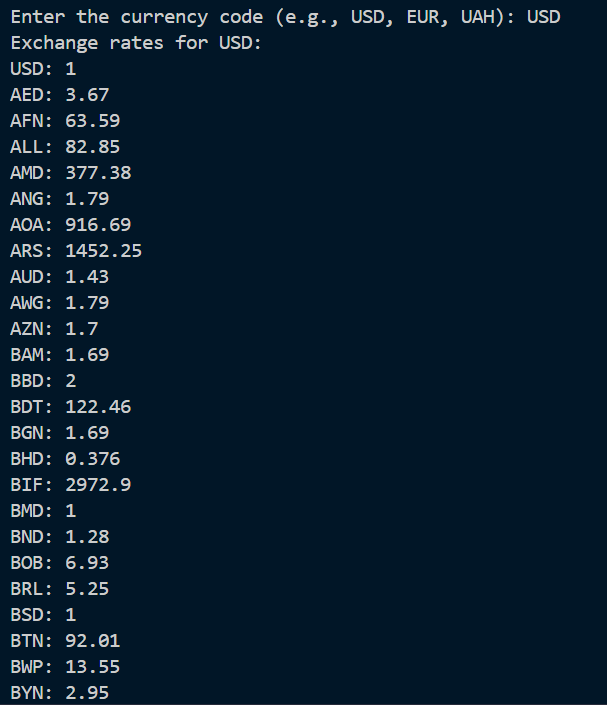 Enter the currency code (e.g., USD, EUR, UAH): USD
Exchange rates for USD:
USD: 1
AED: 3.67
AFN: 63.59
ALL: 82.85
AMD: 377.38
ANG: 1.79
AOA: 916.69
ARS: 1452.25
AUD: 1.43
AWG: 1.79
AZN: 1.7
BAM: 1.69
BBD: 2
BDT: 122.46
BGN: 1.69
BHD: 0.376
BIF: 2972.9
BMD: 1
BND: 1.28
BOB: 6.93
BRL: 5.25
BSD: 1
BTN: 92.01
BWP: 13.55
BYN: 2.95